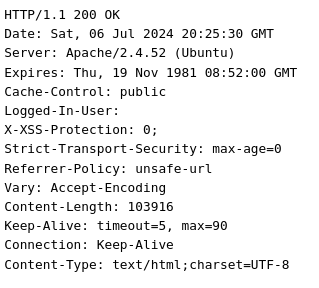 HTTP/1.1 200 OK
Date: Sat, 06 Jul 2024 20:25:30 GMT
Server: Apache/2.4.52 (Ubuntu)
Expires: Thu, 19 Nov 1981 08:52:00 GMT
Cache-Control: public
Logged-In-User:
X-XSS-Protection: 0;
Strict-Transport-Security: max-age=0
Referrer-Policy: unsafe-url
Vary: Accept-Encoding
Content-Length: 103916
Keep-Alive: timeout=5, max=90
Connection: Keep-Alive
Content-Type: text/html;charset=UTF-8